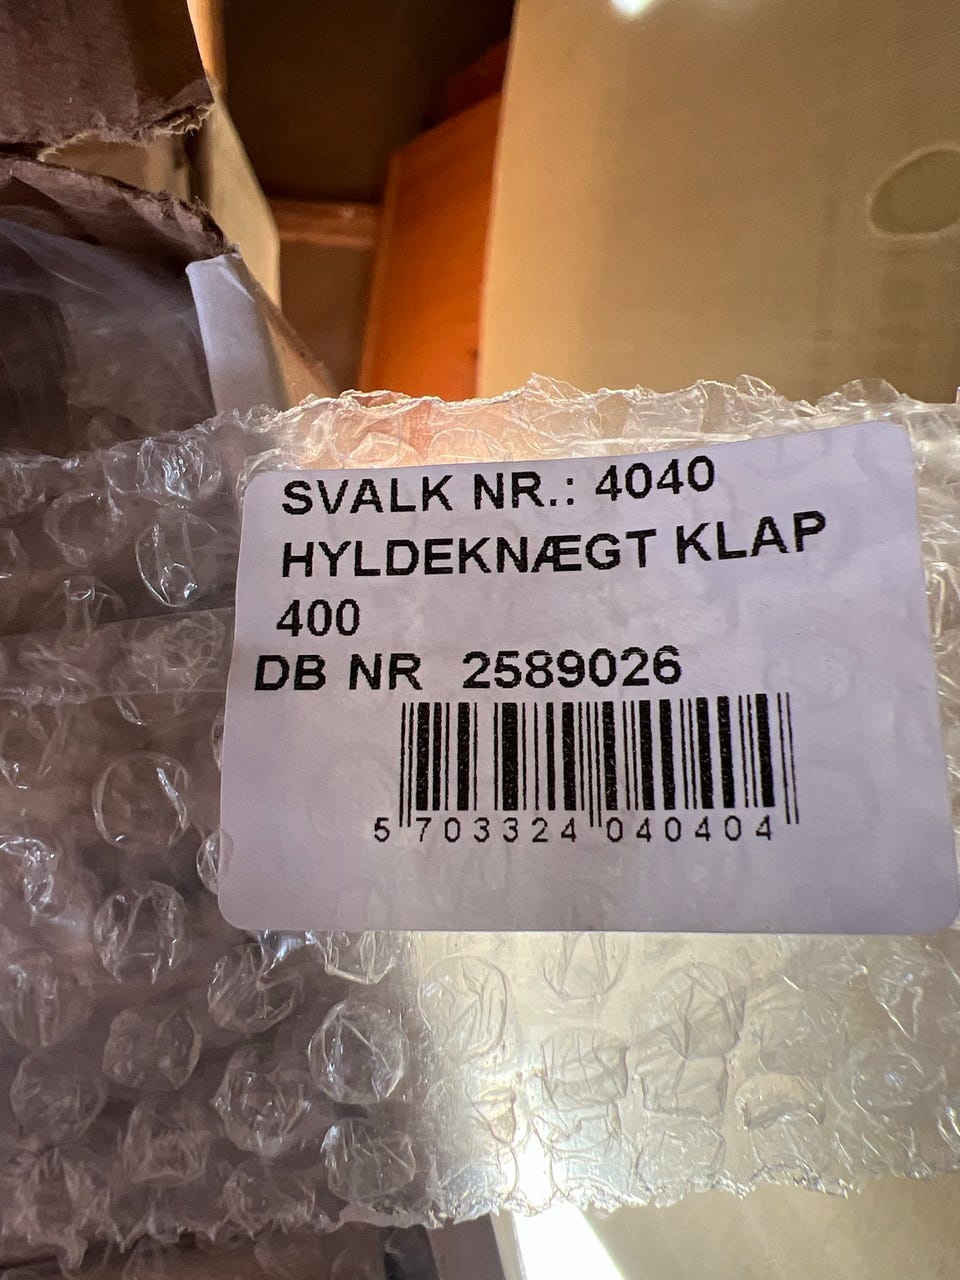 SVALK NR.: 4040
HYLDEKNÆGT KLAP
400
DB NR 2589026
5 703324 040404